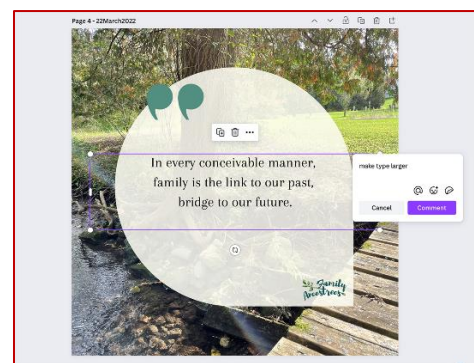 Page 4 - 22March2022
In every conceivable manner,
family is the link to our past,
bridge to our future.
make type larger
Cancel
Comment
Family
Ancestrees